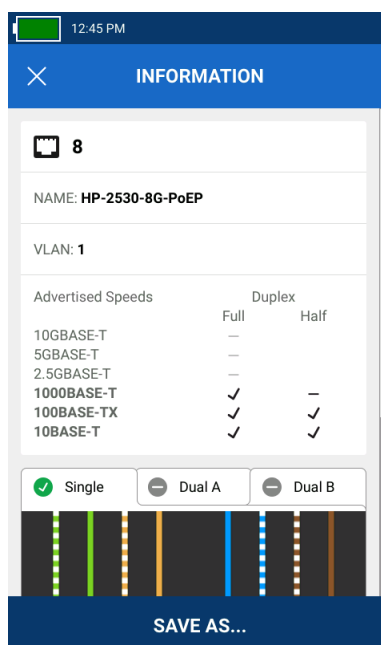 12:45 PM
INFORMATION
8
NAME: HP-2530-8G-PoEP
VLAN: 1
Advertised Speeds Duplex
Full Half
10GBASE-T –
5GBASE-T –
2.5GBASE-T –
1000BASE-T ✓ –
100BASE-TX ✓ ✓
10BASE-T ✓ ✓
Single Dual A Dual B
SAVE AS...